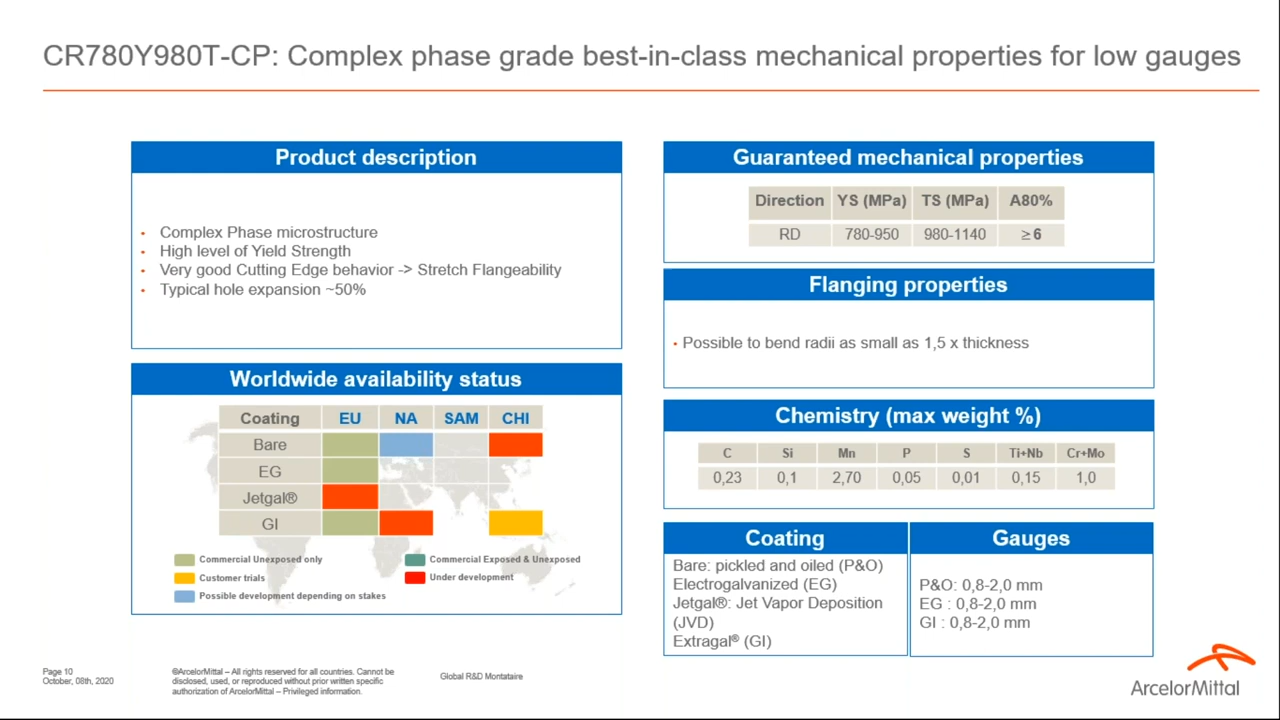 CR780Y980T-CP: Complex phase grade best-in-class mechanical properties for low gauges
Product description
• Complex Phase microstructure
• High level of Yield Strength
• Very good Cutting Edge behavior -> Stretch Flangeability
• Typical hole expansion ~50%
Worldwide availability status
Coating EU NA SAM CHI
Bare
EG
Jetgal®
GI
Commercial Unexposed only
Commercial Exposed & Unexposed
Customer trials
Under development
Possible development depending on stakes
Guaranteed mechanical properties
Direction YS (MPa) TS (MPa) A80%
RD 780-950 980-1140 ≥ 6
Flanging properties
• Possible to bend radii as small as 1,5 x thickness
Chemistry (max weight %)
C Si Mn P S Ti+Nb Cr+Mo
0,23 0,1 2,70 0,05 0,01 0,15 1,0
Coating
Bare: pickled and oiled (P&O)
Electrogalvanized (EG)
Jetgal®: Jet Vapor Deposition
(JVD)
Extragal® (GI)
Gauges
P&O: 0,8-2,0 mm
EG : 0,8-2,0 mm
GI : 0,8-2,0 mm
Page 10
October, 08th, 2020
©ArcelorMittal – All rights reserved for all countries. Cannot be
disclosed, used, or reproduced without prior written specific
authorization of ArcelorMittal – Privileged information.
Global R&D Montataire
ArcelorMittal